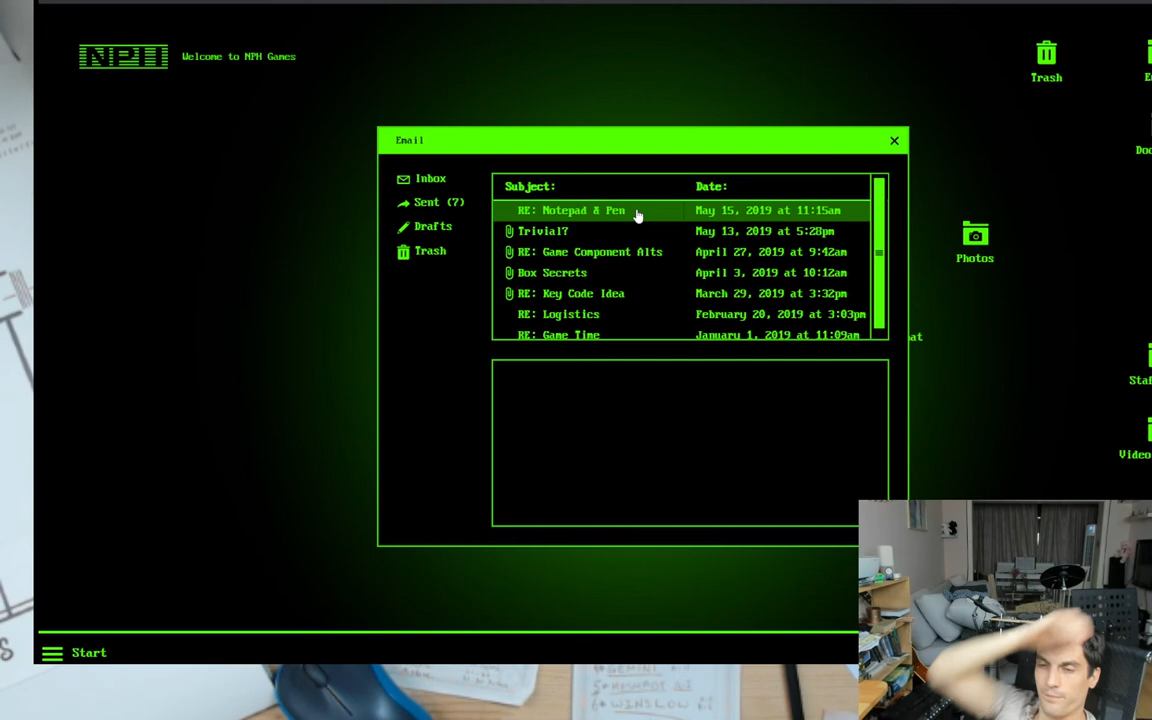 NPH Welcome to NPH Games
Trash
Photos
Email
Inbox
Sent (7)
Drafts
Trash
Subject: Date:
RE: Notepad & Pen May 15, 2019 at 11:15am
Trivial? May 13, 2019 at 5:28pm
RE: Game Component Alts April 27, 2019 at 9:42am
Box Secrets April 3, 2019 at 10:12am
RE: Key Code Idea March 29, 2019 at 3:32pm
RE: Logistics February 20, 2019 at 3:03pm
RE: Game Time January 1, 2019 at 11:09am
Video
Start
GEMINI
WINSLOW